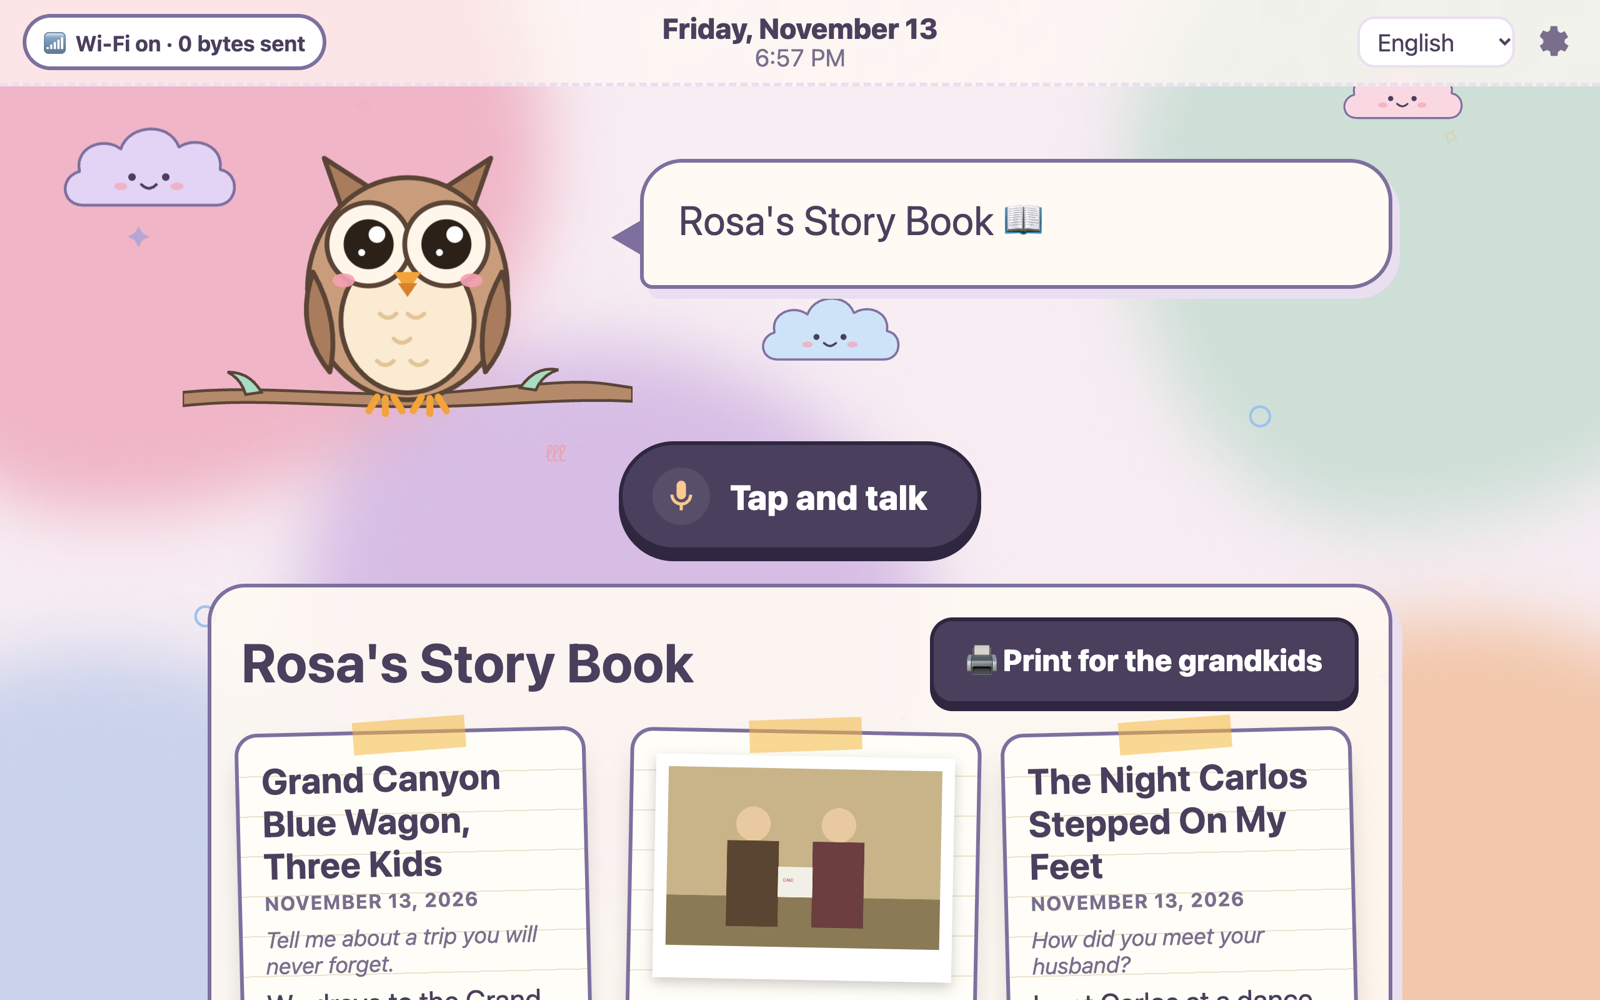 Wi-Fi on · 0 bytes sent
Friday, November 13
6:57 PM
English
Rosa's Story Book
Tap and talk
Rosa's Story Book
Print for the grandkids
Grand Canyon
Blue Wagon,
Three Kids
NOVEMBER 13, 2026
Tell me about a trip you will
never forget.
The Night Carlos
Stepped On My
Feet
NOVEMBER 13, 2026
How did you meet your
husband?